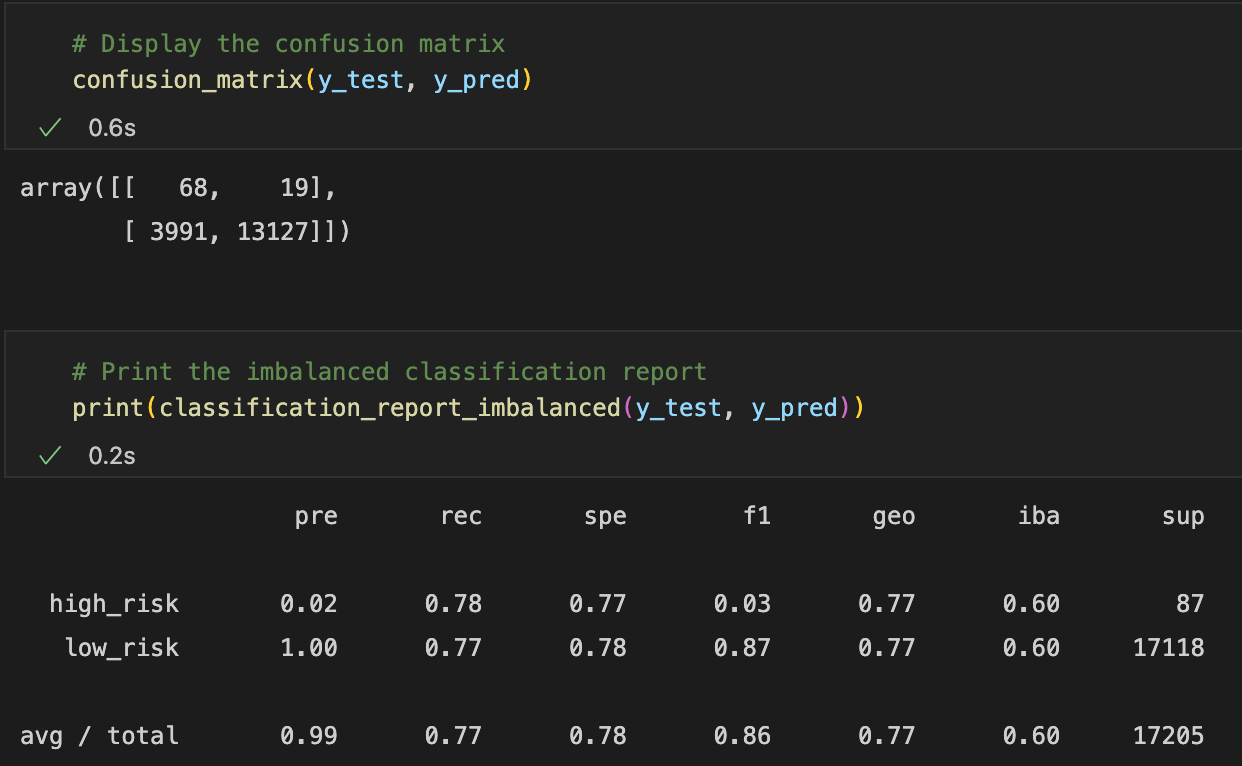 # Display the confusion matrix
confusion_matrix(y_test, y_pred)
✓ 0.6s
array([[   68,    19],
       [ 3991, 13127]])
# Print the imbalanced classification report
print(classification_report_imbalanced(y_test, y_pred))
✓ 0.2s
pre rec spe f1 geo iba sup
high_risk 0.02 0.78 0.77 0.03 0.77 0.60 87
low_risk 1.00 0.77 0.78 0.87 0.77 0.60 17118
avg / total 0.99 0.77 0.78 0.86 0.77 0.60 17205